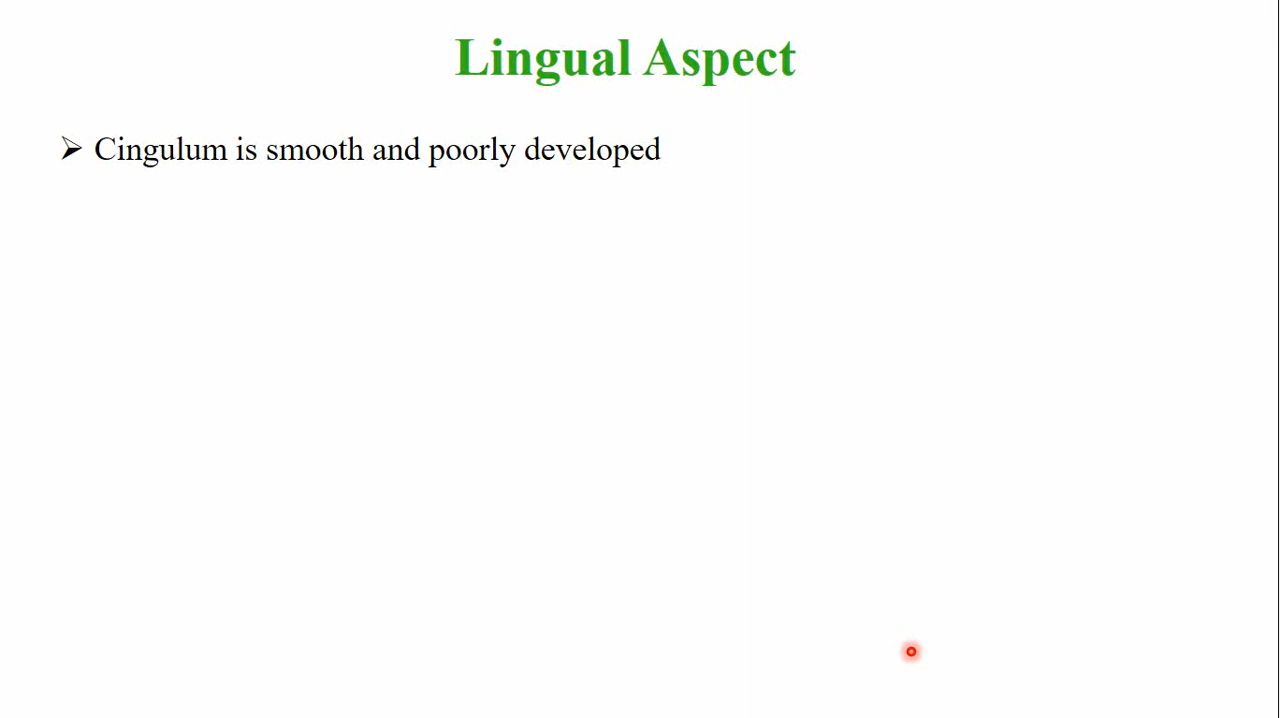 Lingual Aspect
➢ Cingulum is smooth and poorly developed